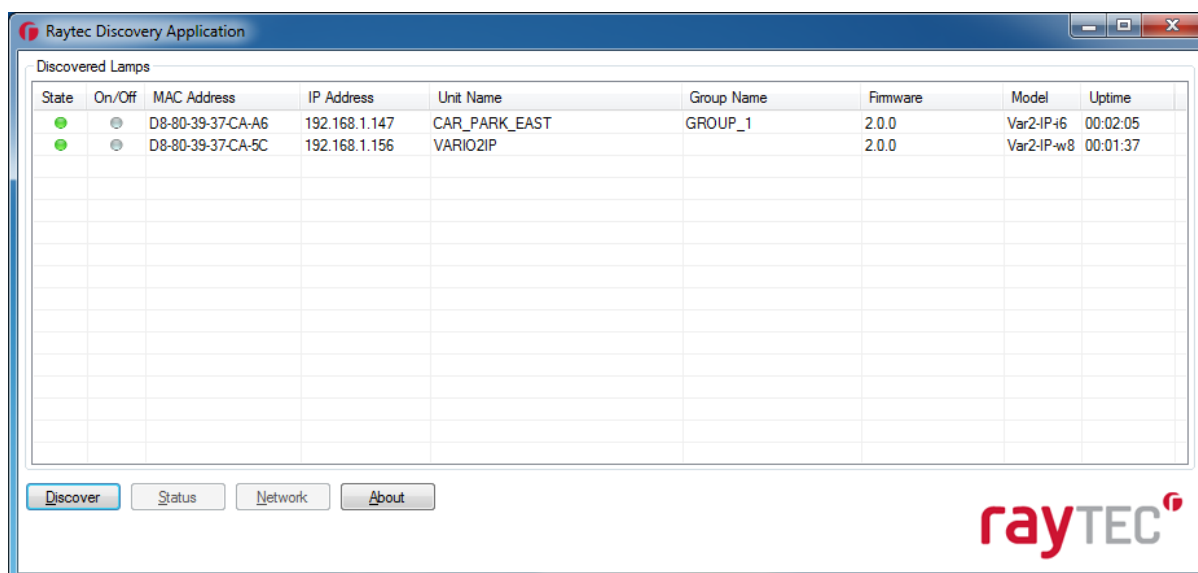 Raytec Discovery Application
Discovered Lamps
State On/Off MAC Address IP Address Unit Name Group Name Firmware Model Uptime
D8-80-39-37-CA-A6 192.168.1.147 CAR_PARK_EAST GROUP_1 2.0.0 Var2-IP-i6 00:02:05
D8-80-39-37-CA-5C 192.168.1.156 VARIO2IP 2.0.0 Var2-IP-w8 00:01:37
Discover Status Network About
rayTEC